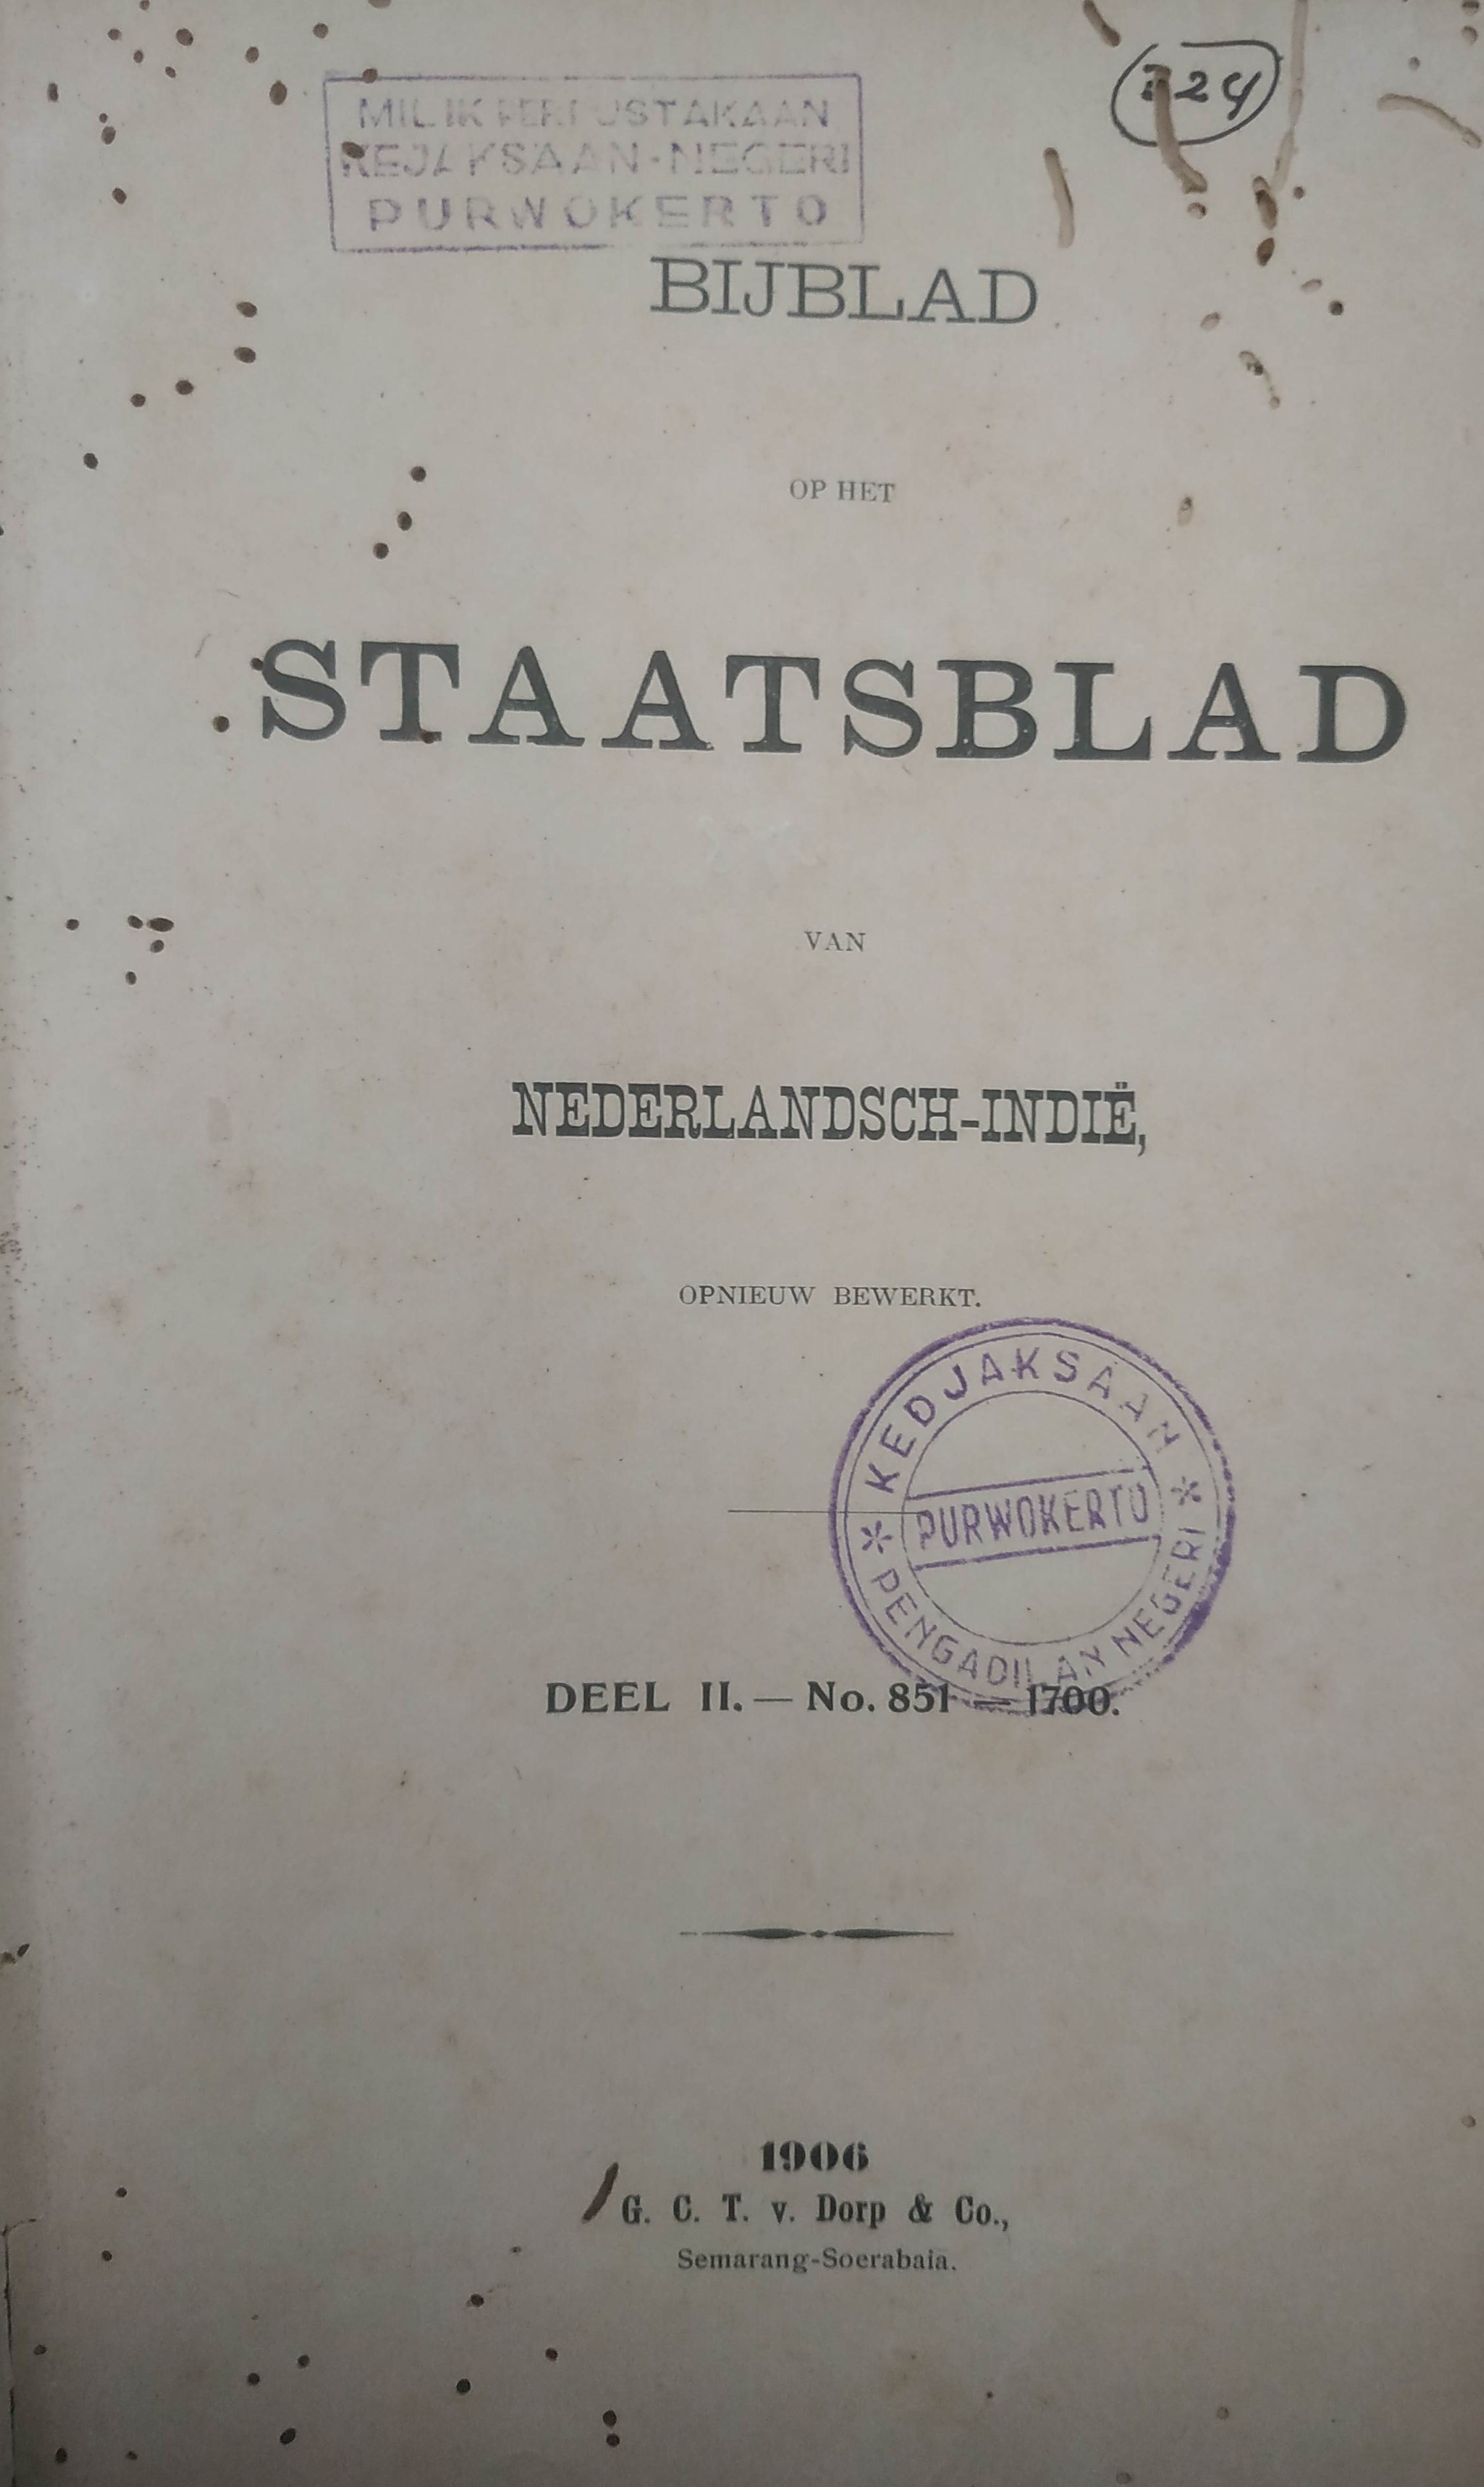 MILIK PERPUSTAKAAN
KEJAKSAAN-NEGERI
PURWOKERTO
BIJBLAD
OP HET
STAATSBLAD
VAN
NEDERLANDSCH-INDIË,
OPNIEUW BEWERKT.
KEDJAKSAAN
PURWOKERTO
PENGADILAN NEGERI
DEEL II. — No. 851 — 1700.
1906
G. C. T. v. Dorp & Co.,
Semarang-Soerabaia.